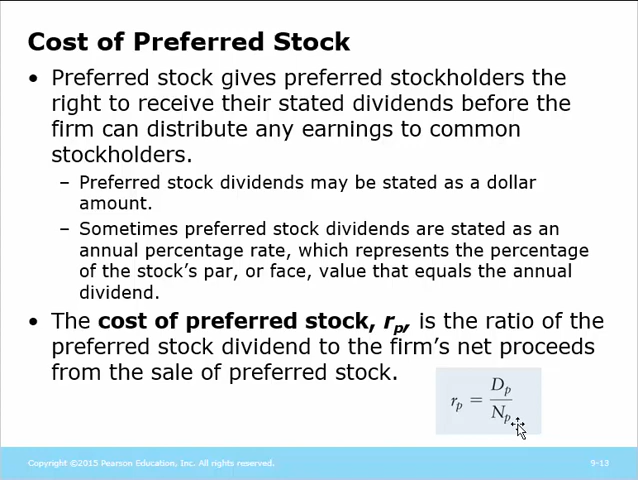 Cost of Preferred Stock
• Preferred stock gives preferred stockholders the
right to receive their stated dividends before the
firm can distribute any earnings to common
stockholders.
– Preferred stock dividends may be stated as a dollar
amount.
– Sometimes preferred stock dividends are stated as an
annual percentage rate, which represents the percentage
of the stock's par, or face, value that equals the annual
dividend.
• The cost of preferred stock, rp, is the ratio of the
preferred stock dividend to the firm's net proceeds
from the sale of preferred stock.
rp = Dp / Np
Copyright ©2015 Pearson Education, Inc. All rights reserved.
9-13